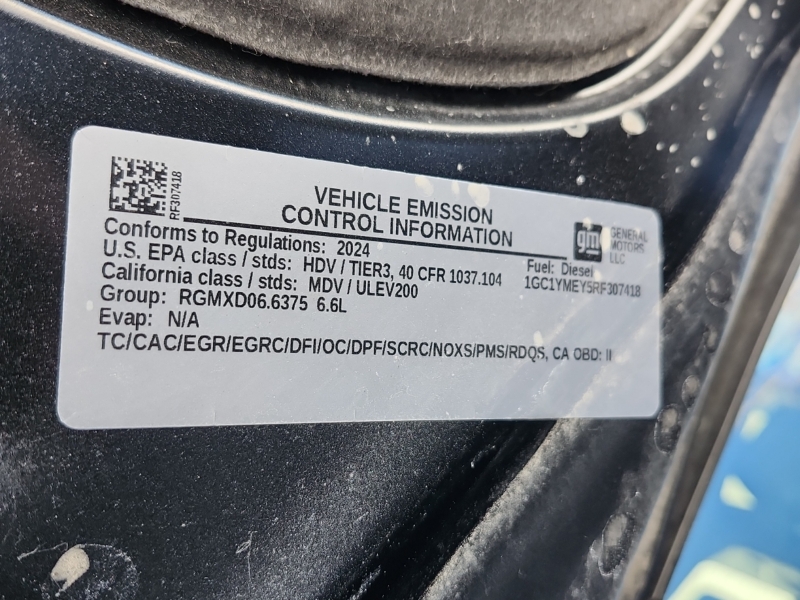 RF307418
VEHICLE EMISSION
CONTROL INFORMATION
gm
GENERAL
MOTORS
LLC
Conforms to Regulations: 2024
U.S. EPA class / stds: HDV / TIER3, 40 CFR 1037.104
Fuel: Diesel
California class / stds: MDV / ULEV200
1GC1YMEY5RF307418
Group: RGMXD06.6375 6.6L
Evap: N/A
TC/CAC/EGR/EGRC/DFI/OC/DPF/SCRC/NOXS/PMS/RDQS, CA OBD: II